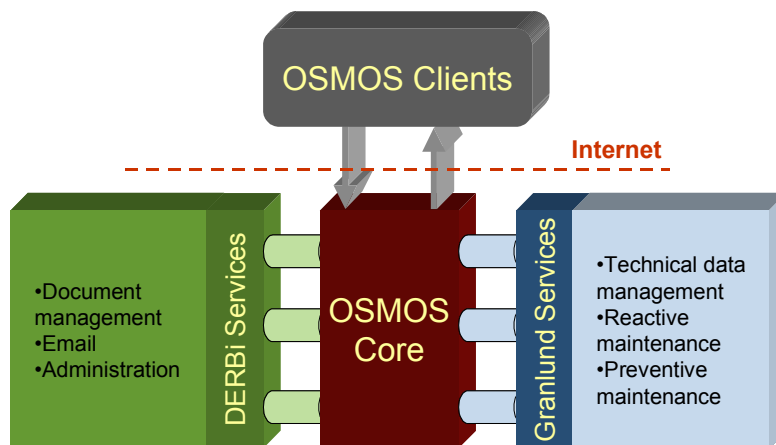 OSMOS Clients
Internet
•Document
management
•Email
•Administration
DERBi Services
OSMOS
Core
Granlund Services
•Technical data
management
•Reactive
maintenance
•Preventive
maintenance